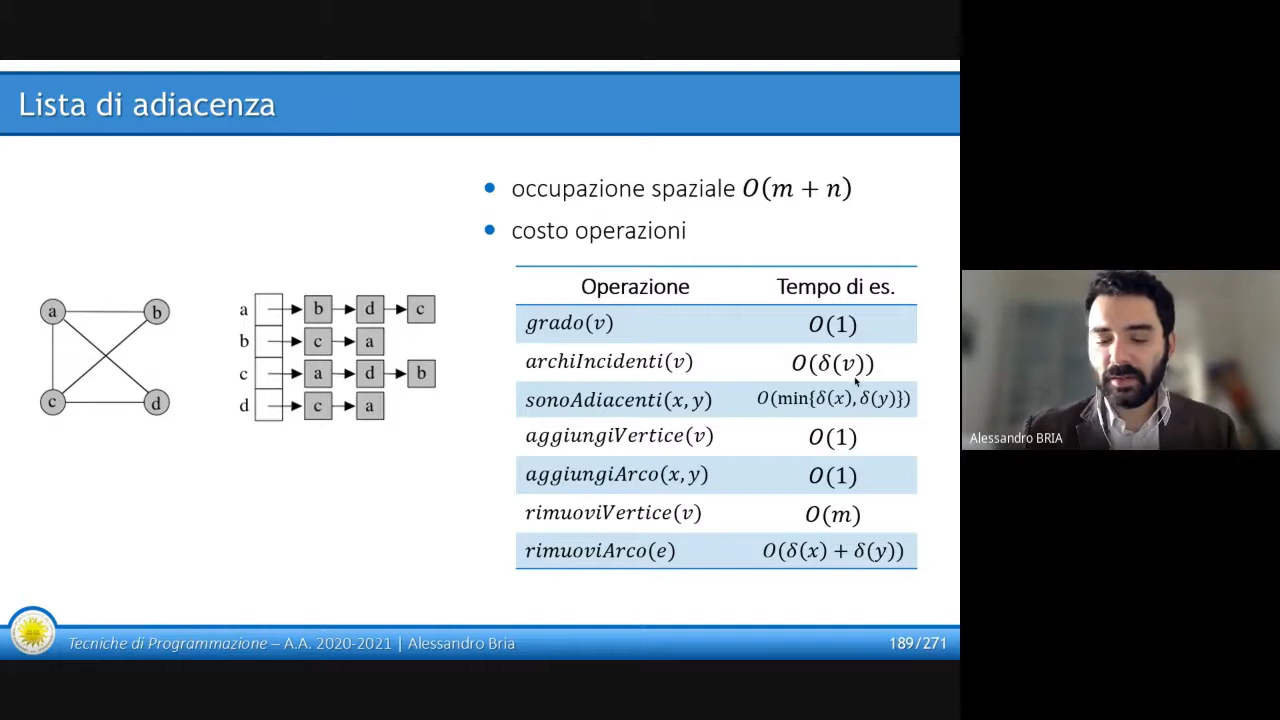 Lista di adiacenza
• occupazione spaziale O(m + n)
• costo operazioni
a b
c d
a b d c
b c a
c a d b
d c a
Operazione Tempo di es.
grado(v) O(1)
archiIncidenti(v) O(δ(v))
sonoAdiacenti(x, y) O(min{δ(x), δ(y)})
aggiungiVertice(v) O(1)
aggiungiArco(x, y) O(1)
rimuoviVertice(v) O(m)
rimuoviArco(e) O(δ(x) + δ(y))
Alessandro BRIA
Tecniche di Programmazione – A.A. 2020-2021 | Alessandro Bria 189/271